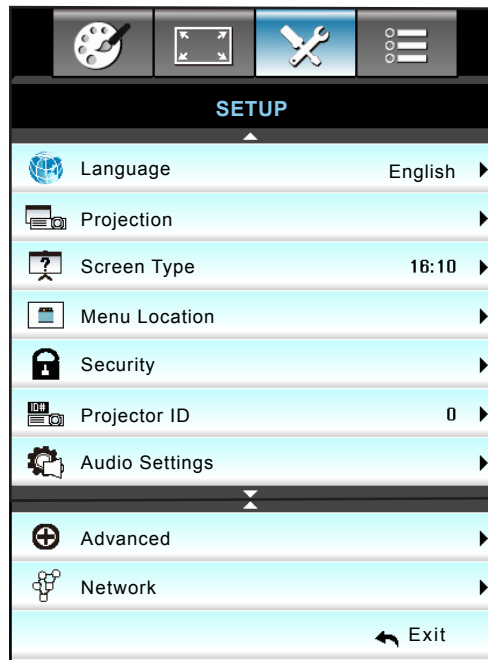 SETUP
Language English
Projection
?
Screen Type 16:10
Menu Location
Security
ID#
Projector ID 0
Audio Settings
Advanced
Network
Exit